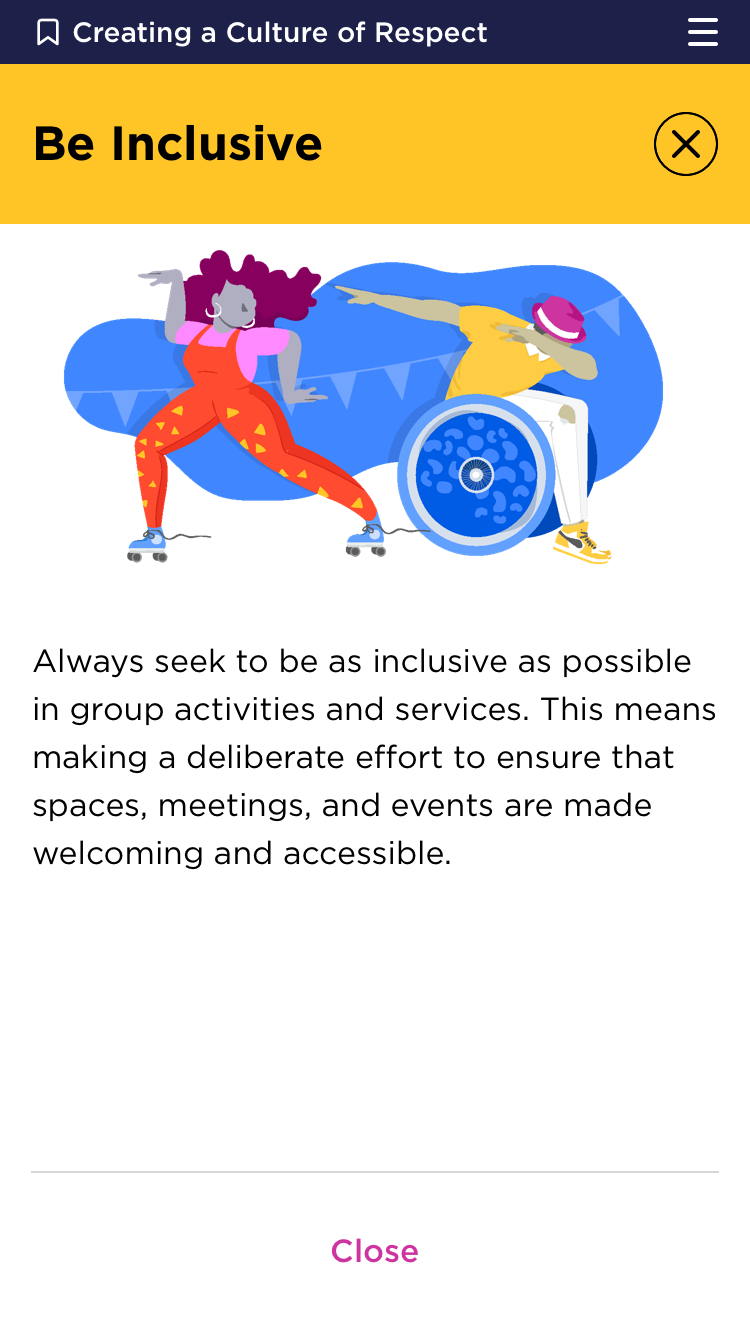 Creating a Culture of Respect
Be Inclusive
Always seek to be as inclusive as possible
in group activities and services. This means
making a deliberate effort to ensure that
spaces, meetings, and events are made
welcoming and accessible.
Close